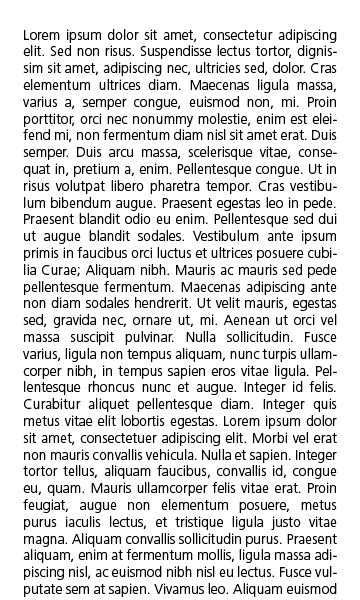 Lorem ipsum dolor sit amet, consectetur adipiscing
elit. Sed non risus. Suspendisse lectus tortor, dignis-
sim sit amet, adipiscing nec, ultricies sed, dolor. Cras
elementum ultrices diam. Maecenas ligula massa,
varius a, semper congue, euismod non, mi. Proin
porttitor, orci nec nonummy molestie, enim est elei-
fend mi, non fermentum diam nisl sit amet erat. Duis
semper. Duis arcu massa, scelerisque vitae, conse-
quat in, pretium a, enim. Pellentesque congue. Ut in
risus volutpat libero pharetra tempor. Cras vestibu-
lum bibendum augue. Praesent egestas leo in pede.
Praesent blandit odio eu enim. Pellentesque sed dui
ut augue blandit sodales. Vestibulum ante ipsum
primis in faucibus orci luctus et ultrices posuere cubi-
lia Curae; Aliquam nibh. Mauris ac mauris sed pede
pellentesque fermentum. Maecenas adipiscing ante
non diam sodales hendrerit. Ut velit mauris, egestas
sed, gravida nec, ornare ut, mi. Aenean ut orci vel
massa suscipit pulvinar. Nulla sollicitudin. Fusce
varius, ligula non tempus aliquam, nunc turpis ullam-
corper nibh, in tempus sapien eros vitae ligula. Pel-
lentesque rhoncus nunc et augue. Integer id felis.
Curabitur aliquet pellentesque diam. Integer quis
metus vitae elit lobortis egestas. Lorem ipsum dolor
sit amet, consectetuer adipiscing elit. Morbi vel erat
non mauris convallis vehicula. Nulla et sapien. Integer
tortor tellus, aliquam faucibus, convallis id, congue
eu, quam. Mauris ullamcorper felis vitae erat. Proin
feugiat, augue non elementum posuere, metus
purus iaculis lectus, et tristique ligula justo vitae
magna. Aliquam convallis sollicitudin purus. Praesent
aliquam, enim at fermentum mollis, ligula massa adi-
piscing nisl, ac euismod nibh nisl eu lectus. Fusce vul-
putate sem at sapien. Vivamus leo. Aliquam euismod